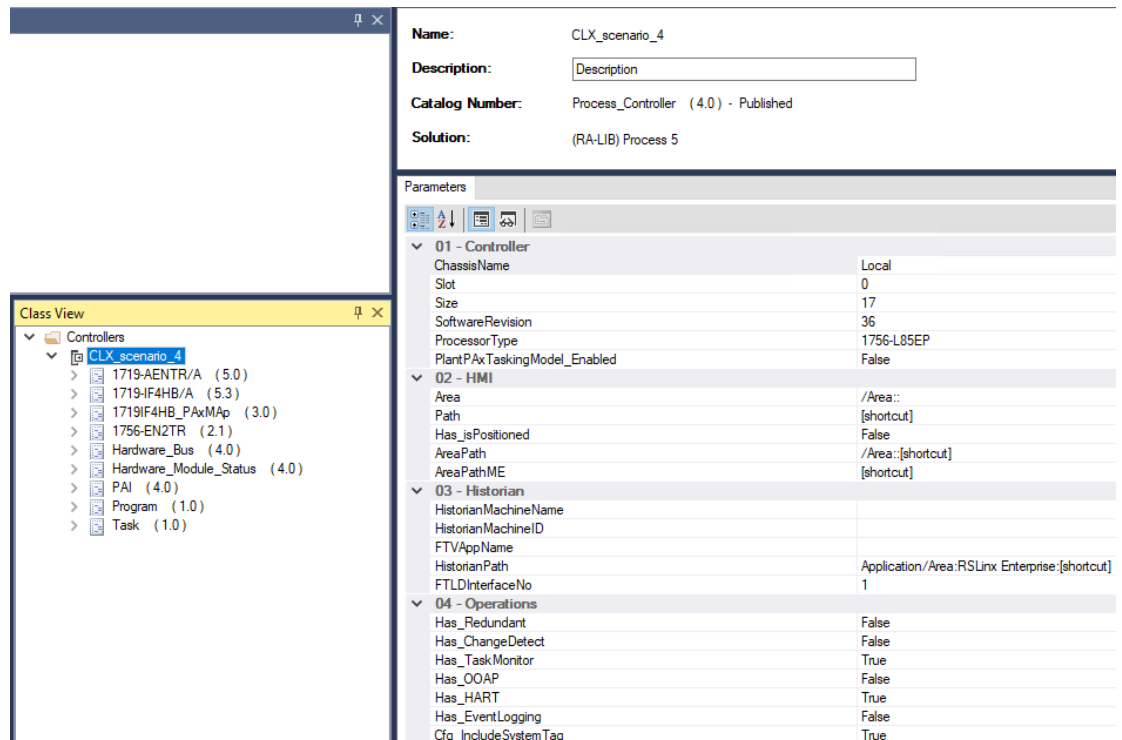 Name: CLX_scenario_4
Description: Description
Catalog Number: Process_Controller (4.0) - Published
Solution: (RA-LIB) Process 5
Class View
Controllers
CLX_scenario_4
1719-AENTR/A (5.0)
1719-IF4HB/A (5.3)
1719IF4HB_PAxMAp (3.0)
1756-EN2TR (2.1)
Hardware_Bus (4.0)
Hardware_Module_Status (4.0)
PAI (4.0)
Program (1.0)
Task (1.0)
Parameters
01 - Controller
ChassisName Local
Slot 0
Size 17
SoftwareRevision 36
ProcessorType 1756-L85EP
PlantPAxTaskingModel_Enabled False
02 - HMI
Area /Area::
Path [shortcut]
Has_isPositioned False
AreaPath /Area::[shortcut]
AreaPathME [shortcut]
03 - Historian
HistorianMachineName
HistorianMachineID
FTVAppName
HistorianPath Application/Area:RSLinx Enterprise:[shortcut]
FTLDInterfaceNo 1
04 - Operations
Has_Redundant False
Has_ChangeDetect False
Has_TaskMonitor True
Has_OOAP False
Has_HART True
Has_EventLogging False
Cfg_IncludeSystemTag True